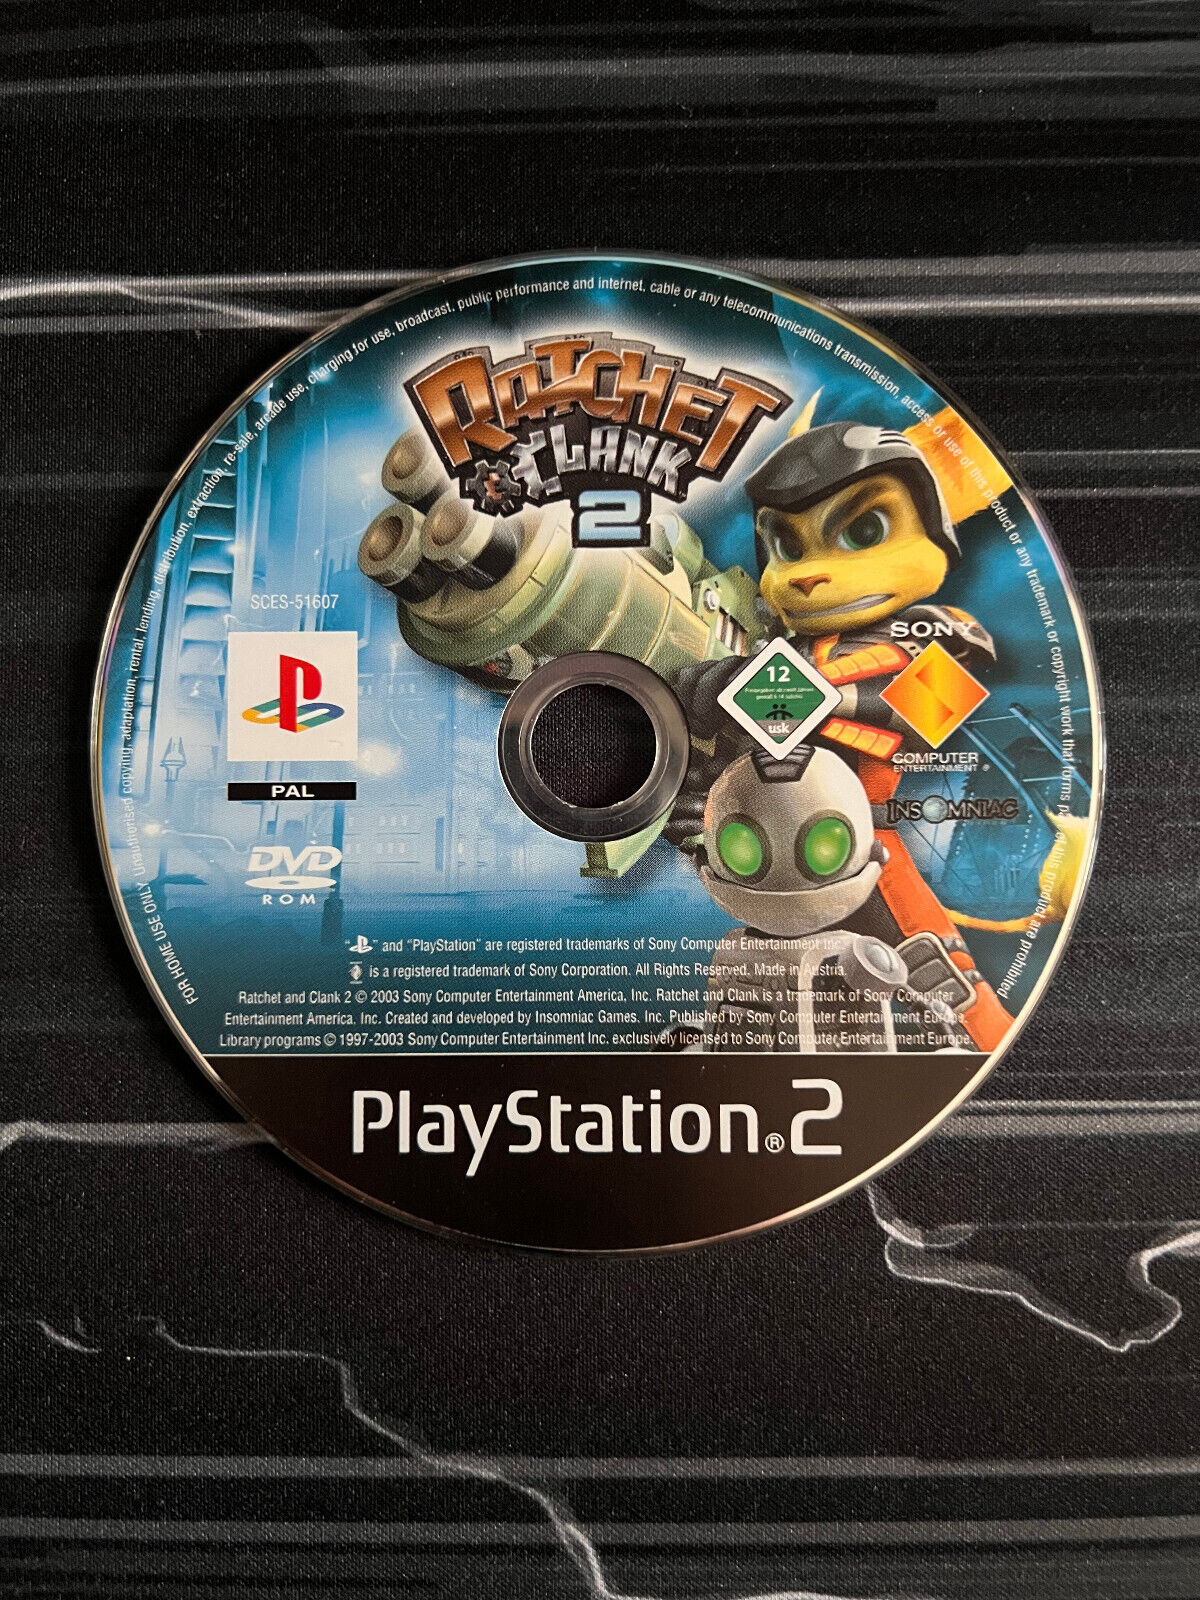 FOR HOME USE ONLY. Unauthorised copying, adaptation, rental, lending, distribution, extraction, re-sale, arcade use, charging for use, broadcast, public performance and internet, cable or any telecommunications transmission, access or use of this product or any trademark or copyright work that forms part of this product are prohibited
RATCHET
CLANK
2
SCES-51607
PAL
DVD
ROM
12
usk
SONY
COMPUTER
ENTERTAINMENT ®
INSOMNIAC
" " and "PlayStation" are registered trademarks of Sony Computer Entertainment Inc.
is a registered trademark of Sony Corporation. All Rights Reserved. Made in Austria.
Ratchet and Clank 2 © 2003 Sony Computer Entertainment America, Inc. Ratchet and Clank is a trademark of Sony Computer
Entertainment America. Inc. Created and developed by Insomniac Games. Inc. Published by Sony Computer Entertainment Europe.
Library programs © 1997-2003 Sony Computer Entertainment Inc. exclusively licensed to Sony Computer Entertainment Europe.
PlayStation®2